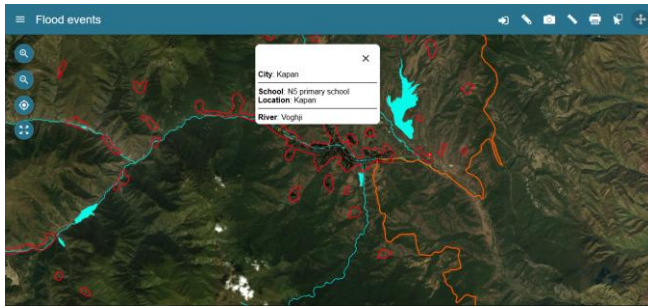 Flood events
City: Kapan
School: N5 primary school
Location: Kapan
River: Voghji